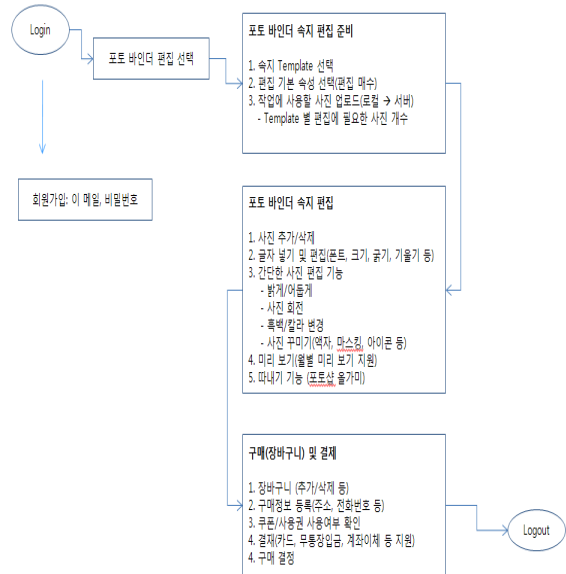 Login
포토 바인더 편집 선택
회원가입: 이 메일, 비밀번호
포토 바인더 속지 편집 준비
1. 속지 Template 선택
2. 편집 기본 속성 선택(편집 매수)
3. 작업에 사용할 사진 업로드(로컬 → 서버)
- Template 별 편집에 필요한 사진 개수
포토 바인더 속지 편집
1. 사진 추가/삭제
2. 글자 넣기 및 편집(폰트, 크기, 굵기, 기울기 등)
3. 간단한 사진 편집 기능
- 밝게/어둡게
- 사진 회전
- 흑백/칼라 변경
- 사진 꾸미기(액자, 마스킹, 아이콘 등)
4. 미리 보기(월별 미리 보기 지원)
5. 따내기 기능 (포토샵 올가미)
구매(장바구니) 및 결제
1. 장바구니 (추가/삭제 등)
2. 구매정보 등록(주소, 전화번호 등)
3. 쿠폰/사용권 사용여부 확인
4. 결재(카드, 무통장입금, 계좌이체 등 지원)
4. 구매 결정
Logout